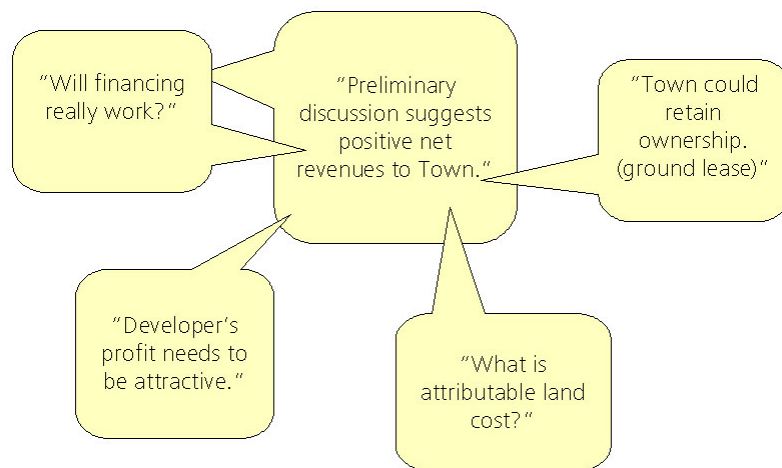 “Will financing
really work?“
“Preliminary
discussion suggests
positive net
revenues to Town.“
“Town could
retain
ownership.
(ground lease)“
“Developer’s
profit needs to
be attractive.“
“What is
attributable land
cost?“